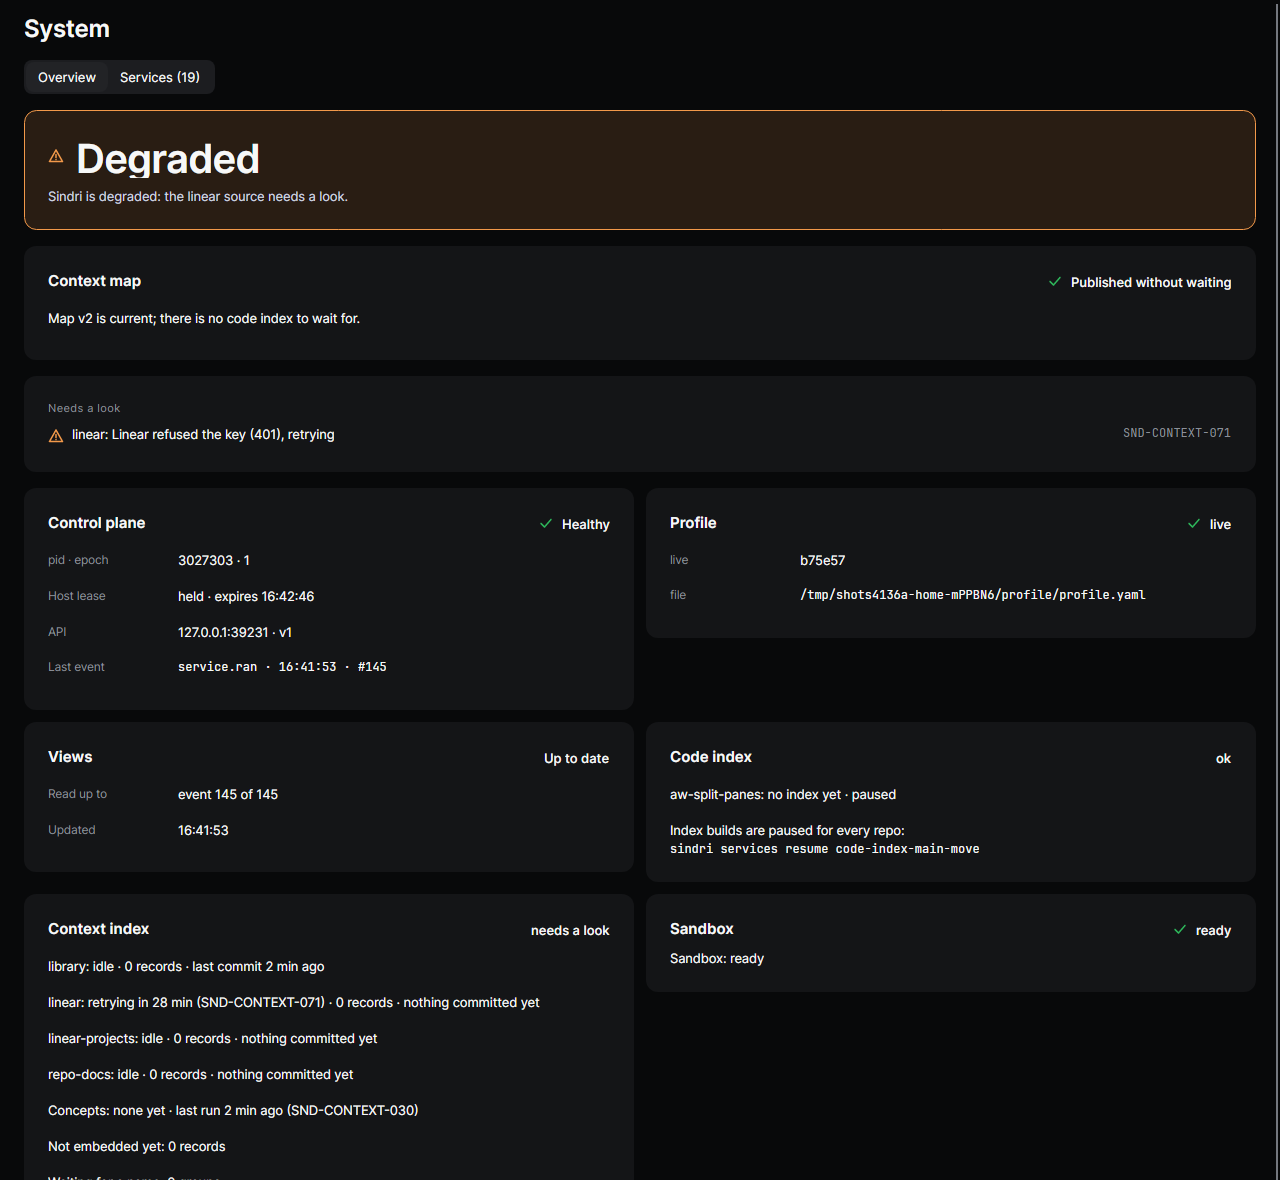 System
Overview
Services (19)
Degraded
Sindri is degraded: the linear source needs a look.
Context map
Published without waiting
Map v2 is current; there is no code index to wait for.
Needs a look
linear: Linear refused the key (401), retrying
SND-CONTEXT-071
Control plane
Healthy
pid · epoch
3027303 · 1
Host lease
held · expires 16:42:46
API
127.0.0.1:39231 · v1
Last event
service.ran · 16:41:53 · #145
Profile
live
live
b75e57
file
/tmp/shots4136a-home-mPPBN6/profile/profile.yaml
Views
Up to date
Read up to
event 145 of 145
Updated
16:41:53
Code index
ok
aw-split-panes: no index yet · paused
Index builds are paused for every repo:
sindri services resume code-index-main-move
Context index
needs a look
library: idle · 0 records · last commit 2 min ago
linear: retrying in 28 min (SND-CONTEXT-071) · 0 records · nothing committed yet
linear-projects: idle · 0 records · nothing committed yet
repo-docs: idle · 0 records · nothing committed yet
Concepts: none yet · last run 2 min ago (SND-CONTEXT-030)
Not embedded yet: 0 records
Sandbox
ready
Sandbox: ready